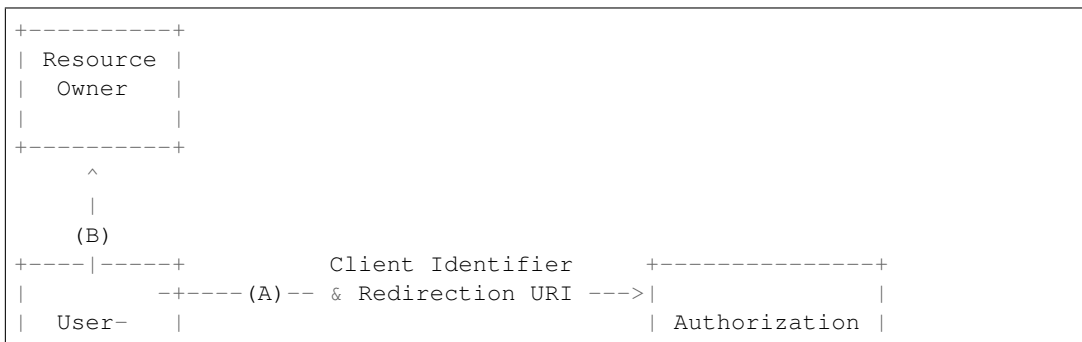 +----------+
| Resource |
|  Owner   |
|          |
+----------+
     ^
     |
    (B)
+----|-----+          Client Identifier     +---------------+
|         -+----(A)-- & Redirection URI --->|               |
|  User-   |                                | Authorization |